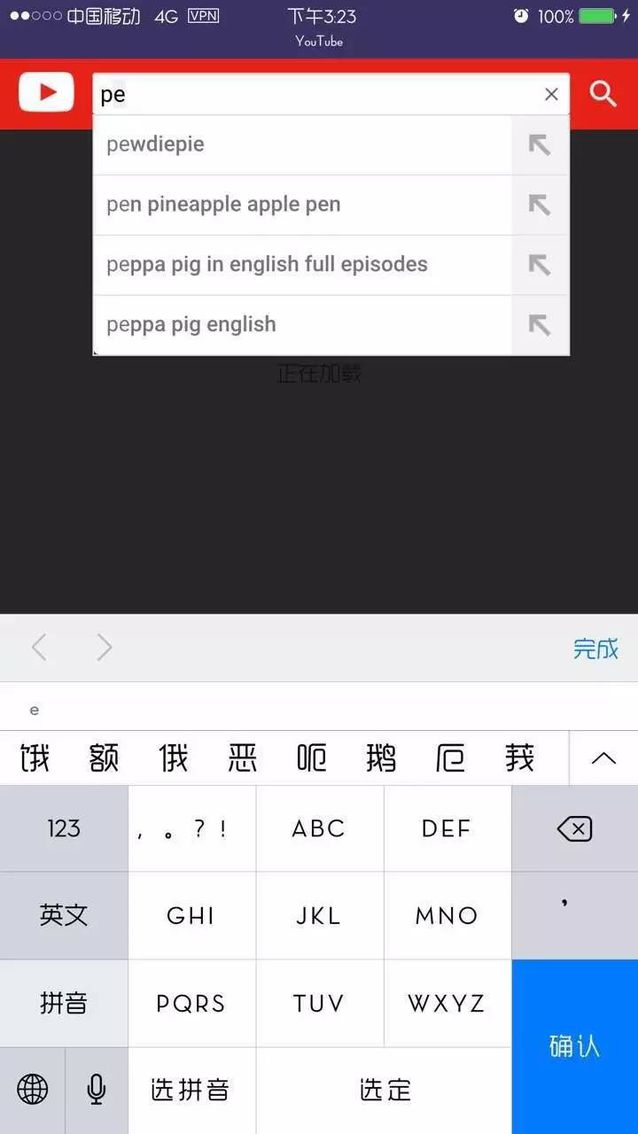 中国移动 4G VPN 下午3:23 100%
YouTube
pe
pewdiepie
pen pineapple apple pen
peppa pig in english full episodes
peppa pig english
正在加载
完成
e
饿 额 俄 恶 呃 鹅 厄 莪
123 , 。 ? ! ABC DEF
英文 GHI JKL MNO ,
拼音 PQRS TUV WXYZ 确认
选拼音 选定